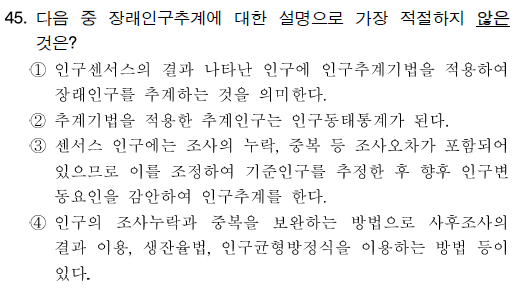 45. 다음 중 장래인구추계에 대한 설명으로 가장 적절하지 않은
것은?
① 인구센서스의 결과 나타난 인구에 인구추계기법을 적용하여
장래인구를 추계하는 것을 의미한다.
② 추계기법을 적용한 추계인구는 인구동태통계가 된다.
③ 센서스 인구에는 조사의 누락, 중복 등 조사오차가 포함되어
있으므로 이를 조정하여 기준인구를 추정한 후 향후 인구변
동요인을 감안하여 인구추계를 한다.
④ 인구의 조사누락과 중복을 보완하는 방법으로 사후조사의
결과 이용, 생잔율법, 인구균형방정식을 이용하는 방법 등이
있다.